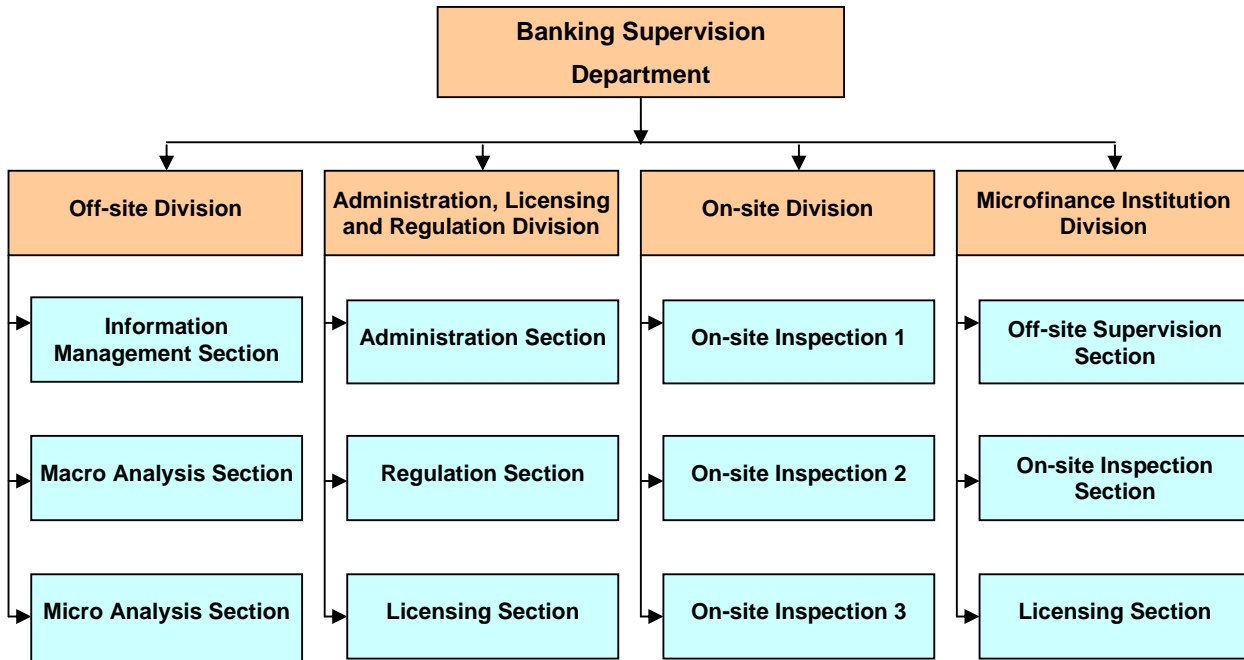 Banking Supervision
Department
Off-site Division
Administration, Licensing
and Regulation Division
On-site Division
Microfinance Institution
Division
Information
Management Section
Administration Section
On-site Inspection 1
Off-site Supervision
Section
Macro Analysis Section
Regulation Section
On-site Inspection 2
On-site Inspection
Section
Micro Analysis Section
Licensing Section
On-site Inspection 3
Licensing Section